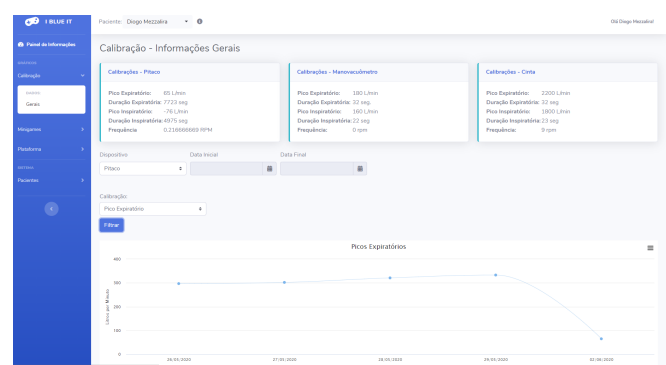 I BLUE IT
Paciente: Diogo Mezzalira
Olá Diogo Mezzalira!
Painel de Informações
Calibração
Gerais
Minigames
Plataforma
Pacientes
Calibração - Informações Gerais
Calibrações - Pitaco
Pico Expiratório: 65 L/min
Duração Expiratória: 7723 seg
Pico Inspiratório: -76 L/min
Duração Inspiratória: 4975 seg
Frequência 0.216666669 RPM
Calibrações - Manovacuômetro
Pico Expiratório: 180 L/min
Duração Expiratória: 32 seg.
Pico Inspiratório: 160 L/min
Duração Inspiratória: 22 seg
Frequência: 0 rpm
Calibrações - Cinta
Pico Expiratório: 2200 L/min
Duração Expiratória: 32 seg
Pico Inspiratório: 1800 L/min
Duração Inspiratória: 23 seg
Frequência: 9 rpm
Dispositivo Data Inicial Data Final
Pitaco
Calibração:
Pico Expiratório
Filtrar
Picos Expiratórios
Litros por Minuto
400
300
200
100
0
26/05/2020 27/05/2020 28/05/2020 29/05/2020 02/06/2020